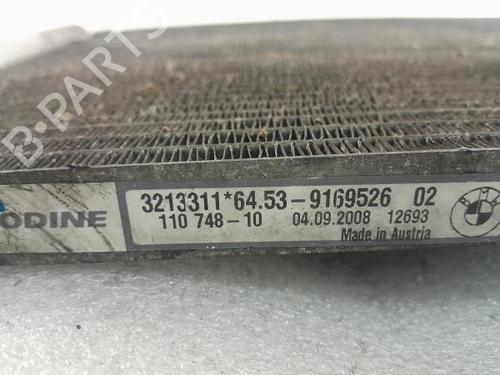 B-PARTS
ODINE
3213311*64.53-9169526 02
110 748-10 04.09.2008 12693
Made in Austria